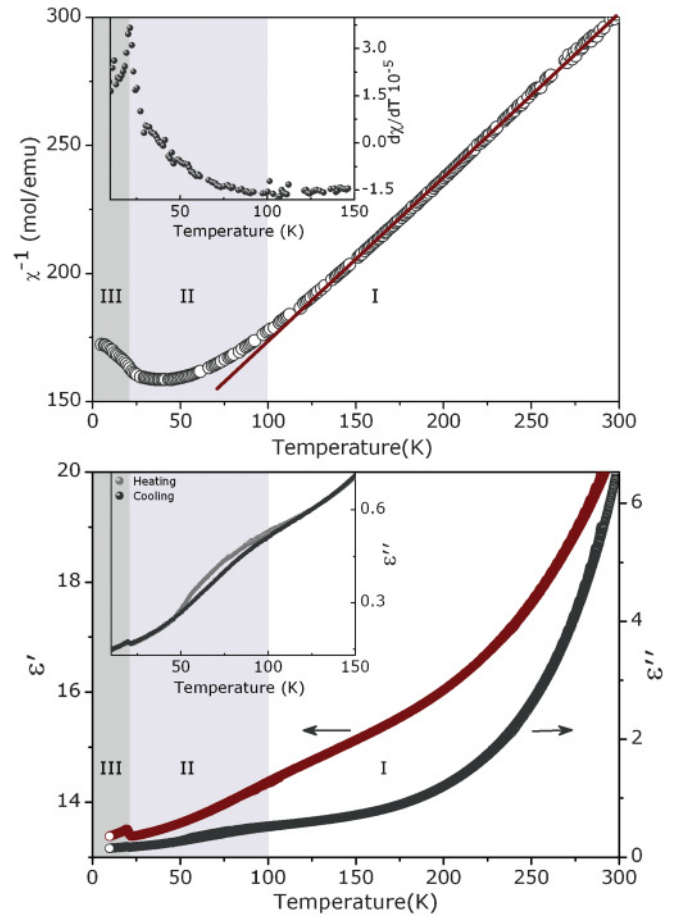 300
250
200
150
χ⁻¹ (mol/emu)
3.0
1.5
0.0
-1.5
dχ/dT 10⁻⁵
50 100 150
Temperature (K)
III II I
0 50 100 150 200 250 300
Temperature(K)
20
18
16
14
ε′
Heating
Cooling
0.6
0.3
ε′′
50 100 150
Temperature (K)
6
4
2
0
ε′′
III II I
0 50 100 150 200 250 300
Temperature(K)